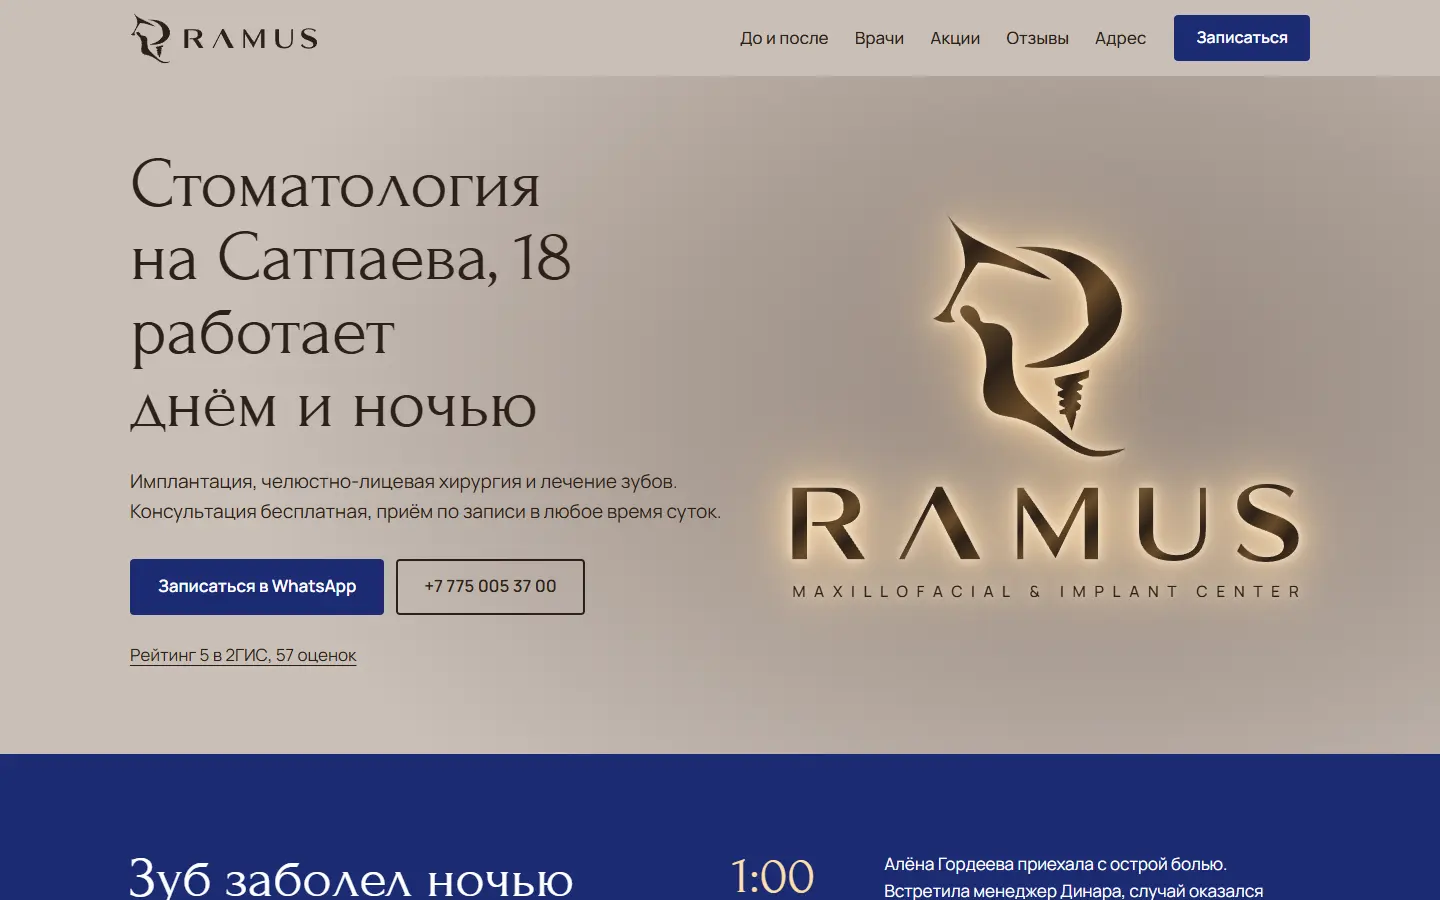 RAMUS
До и после
Врачи
Акции
Отзывы
Адрес
Записаться
Стоматология
на Сатпаева, 18
работает
днём и ночью
Имплантация, челюстно-лицевая хирургия и лечение зубов.
Консультация бесплатная, приём по записи в любое время суток.
Записаться в WhatsApp
+7 775 005 37 00
Рейтинг 5 в 2ГИС, 57 оценок
RAMUS
MAXILLOFACIAL & IMPLANT CENTER
Зуб заболел ночью
1:00
Алёна Гордеева приехала с острой болью.
Встретила менеджер Динара, случай оказался